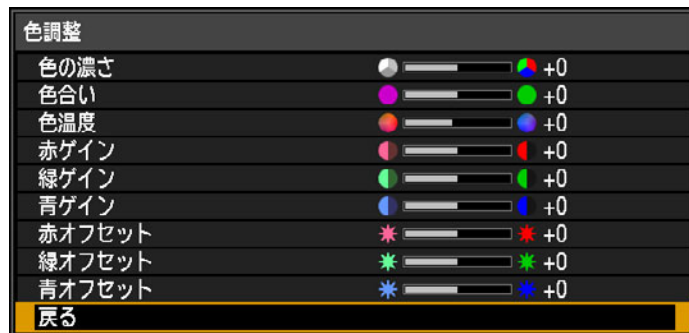 色調整
色の濃さ +0
色合い +0
色温度 +0
赤ゲイン +0
緑ゲイン +0
青ゲイン +0
赤オフセット +0
緑オフセット +0
青オフセット +0
戻る